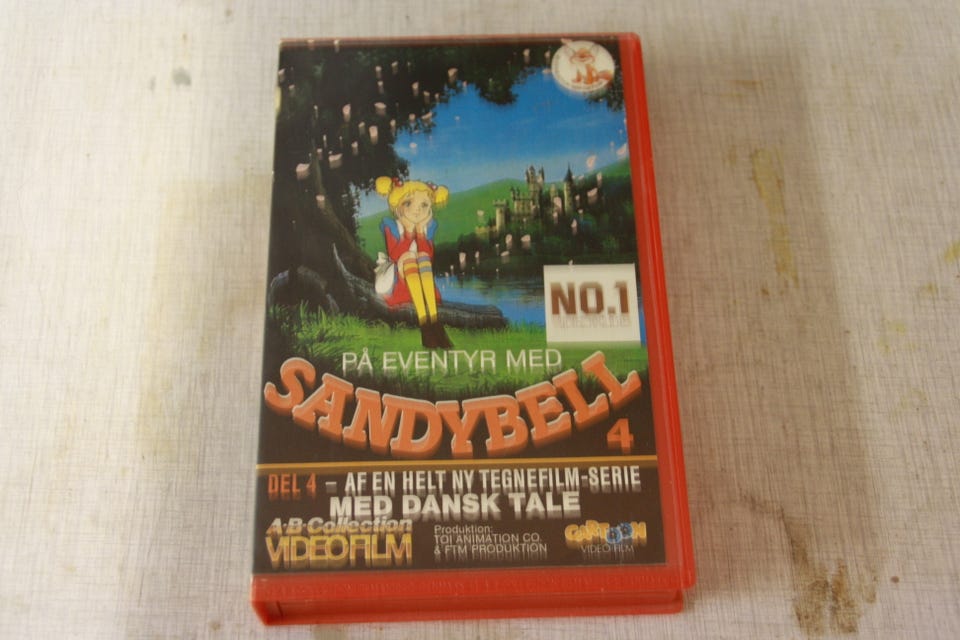 NO.1
PÅ EVENTYR MED
SANDYBELL
4
DEL 4 - AF EN HELT NY TEGNEFILM-SERIE
MED DANSK TALE
A·B·Collection
VIDEOFILM
Produktion:
TOI ANIMATION CO.
& FTM PRODUKTION
CARTOON
VIDEO-FILM